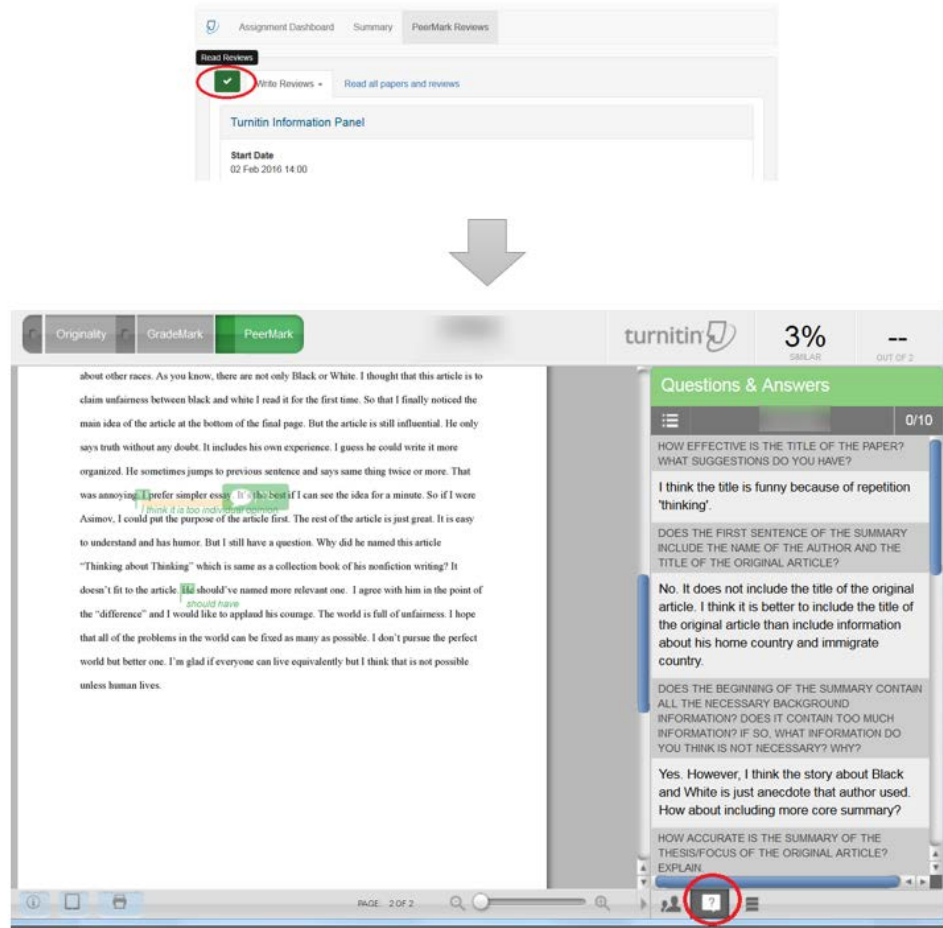 Assignment Dashboard Summary PeerMark Reviews
Read Reviews
Write Reviews Read all papers and reviews
Turnitin Information Panel
Start Date
02 Feb 2016 14:00
Originality GradeMark PeerMark
turnitin
3%
SIMILAR
--
OUT OF 2
about other races. As you know, there are not only Black or White. I thought that this article is to
claim unfairness between black and white I read it for the first time. So that I finally noticed the
main idea of the article at the bottom of the final page. But the article is still influential. He only
says truth without any doubt. It includes his own experience. I guess he could write it more
organized. He sometimes jumps to previous sentence and says same thing twice or more. That
was annoying. I prefer simpler essay. It's the best if I can see the idea for a minute. So if I were
I think it is too individual opinion
Asimov, I could put the purpose of the article first. The rest of the article is just great. It is easy
to understand and has humor. But I still have a question. Why did he named this article
"Thinking about Thinking" which is same as a collection book of his nonfiction writing? It
doesn't fit to the article. He should've named more relevant one. I agree with him in the point of
should have
the "difference" and I would like to applaud his courage. The world is full of unfairness. I hope
that all of the problems in the world can be fixed as many as possible. I don't pursue the perfect
world but better one. I'm glad if everyone can live equivalently but I think that is not possible
unless human lives.
Questions & Answers
0/10
HOW EFFECTIVE IS THE TITLE OF THE PAPER?
WHAT SUGGESTIONS DO YOU HAVE?
I think the title is funny because of repetition
'thinking'.
DOES THE FIRST SENTENCE OF THE SUMMARY
INCLUDE THE NAME OF THE AUTHOR AND THE
TITLE OF THE ORIGINAL ARTICLE?
No. It does not include the title of the original
article. I think it is better to include the title of
the original article than include information
about his home country and immigrate
country.
DOES THE BEGINNING OF THE SUMMARY CONTAIN
ALL THE NECESSARY BACKGROUND
INFORMATION? DOES IT CONTAIN TOO MUCH
INFORMATION? IF SO, WHAT INFORMATION DO
YOU THINK IS NOT NECESSARY? WHY?
Yes. However, I think the story about Black
and White is just anecdote that author used.
How about including more core summary?
HOW ACCURATE IS THE SUMMARY OF THE
THESIS/FOCUS OF THE ORIGINAL ARTICLE?
EXPLAIN
PAGE: 2 OF 2